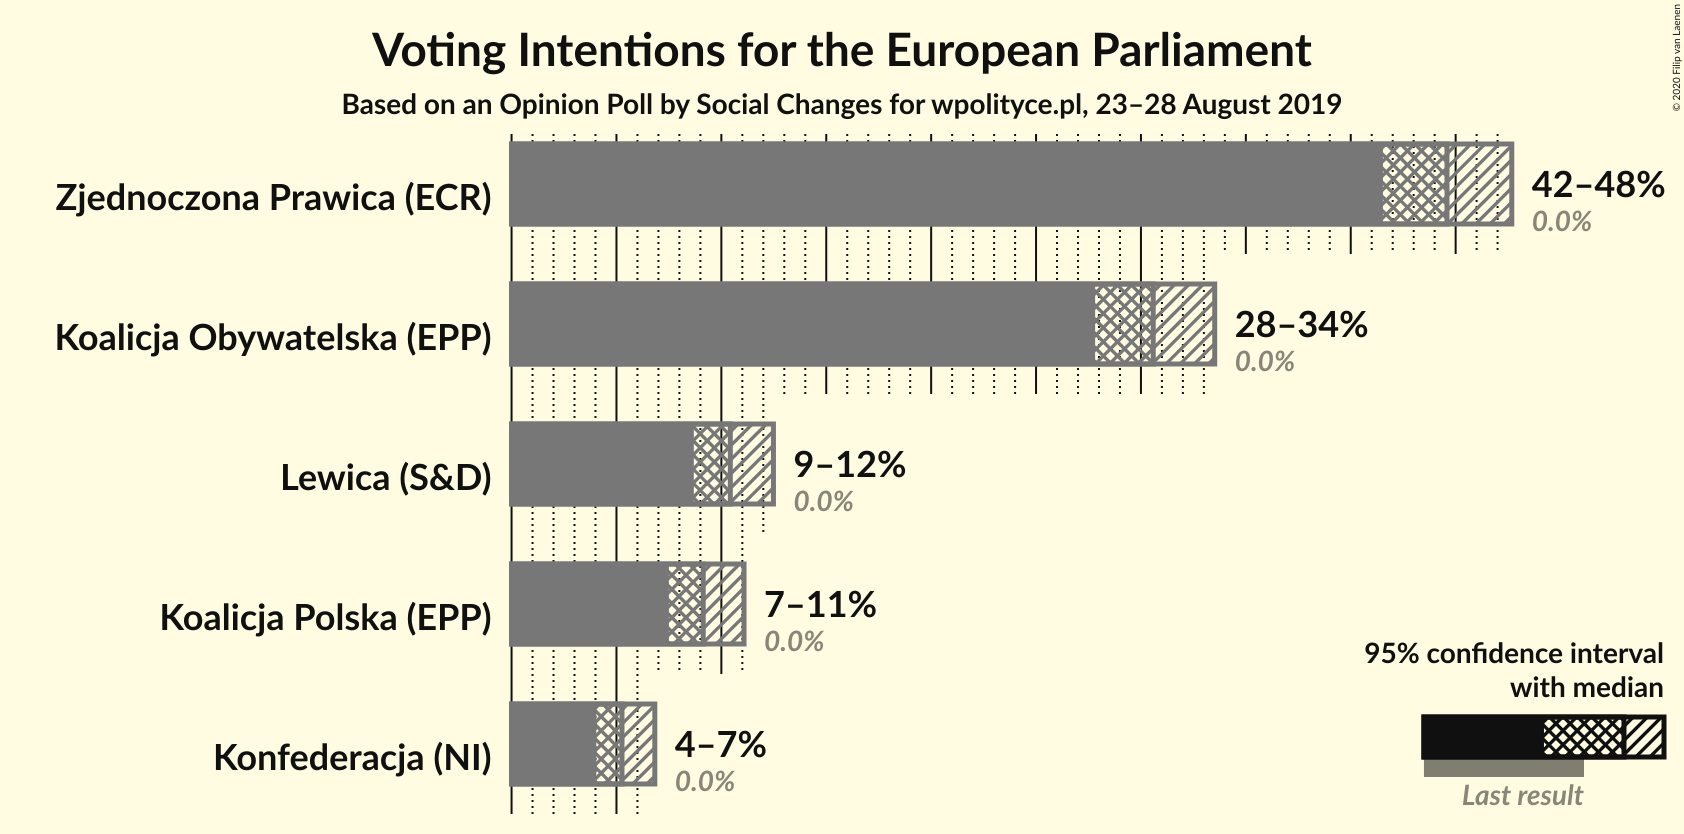 Voting Intentions for the European Parliament
Based on an Opinion Poll by Social Changes for wpolityce.pl, 23–28 August 2019
© 2020 Filip van Laenen
Zjednoczona Prawica (ECR)
42–48%
0.0%
Koalicja Obywatelska (EPP)
28–34%
0.0%
Lewica (S&D)
9–12%
0.0%
Koalicja Polska (EPP)
7–11%
0.0%
Konfederacja (NI)
4–7%
0.0%
95% confidence interval
with median
Last result